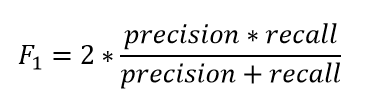 F₁ = 2 * precision * recall / precision + recall